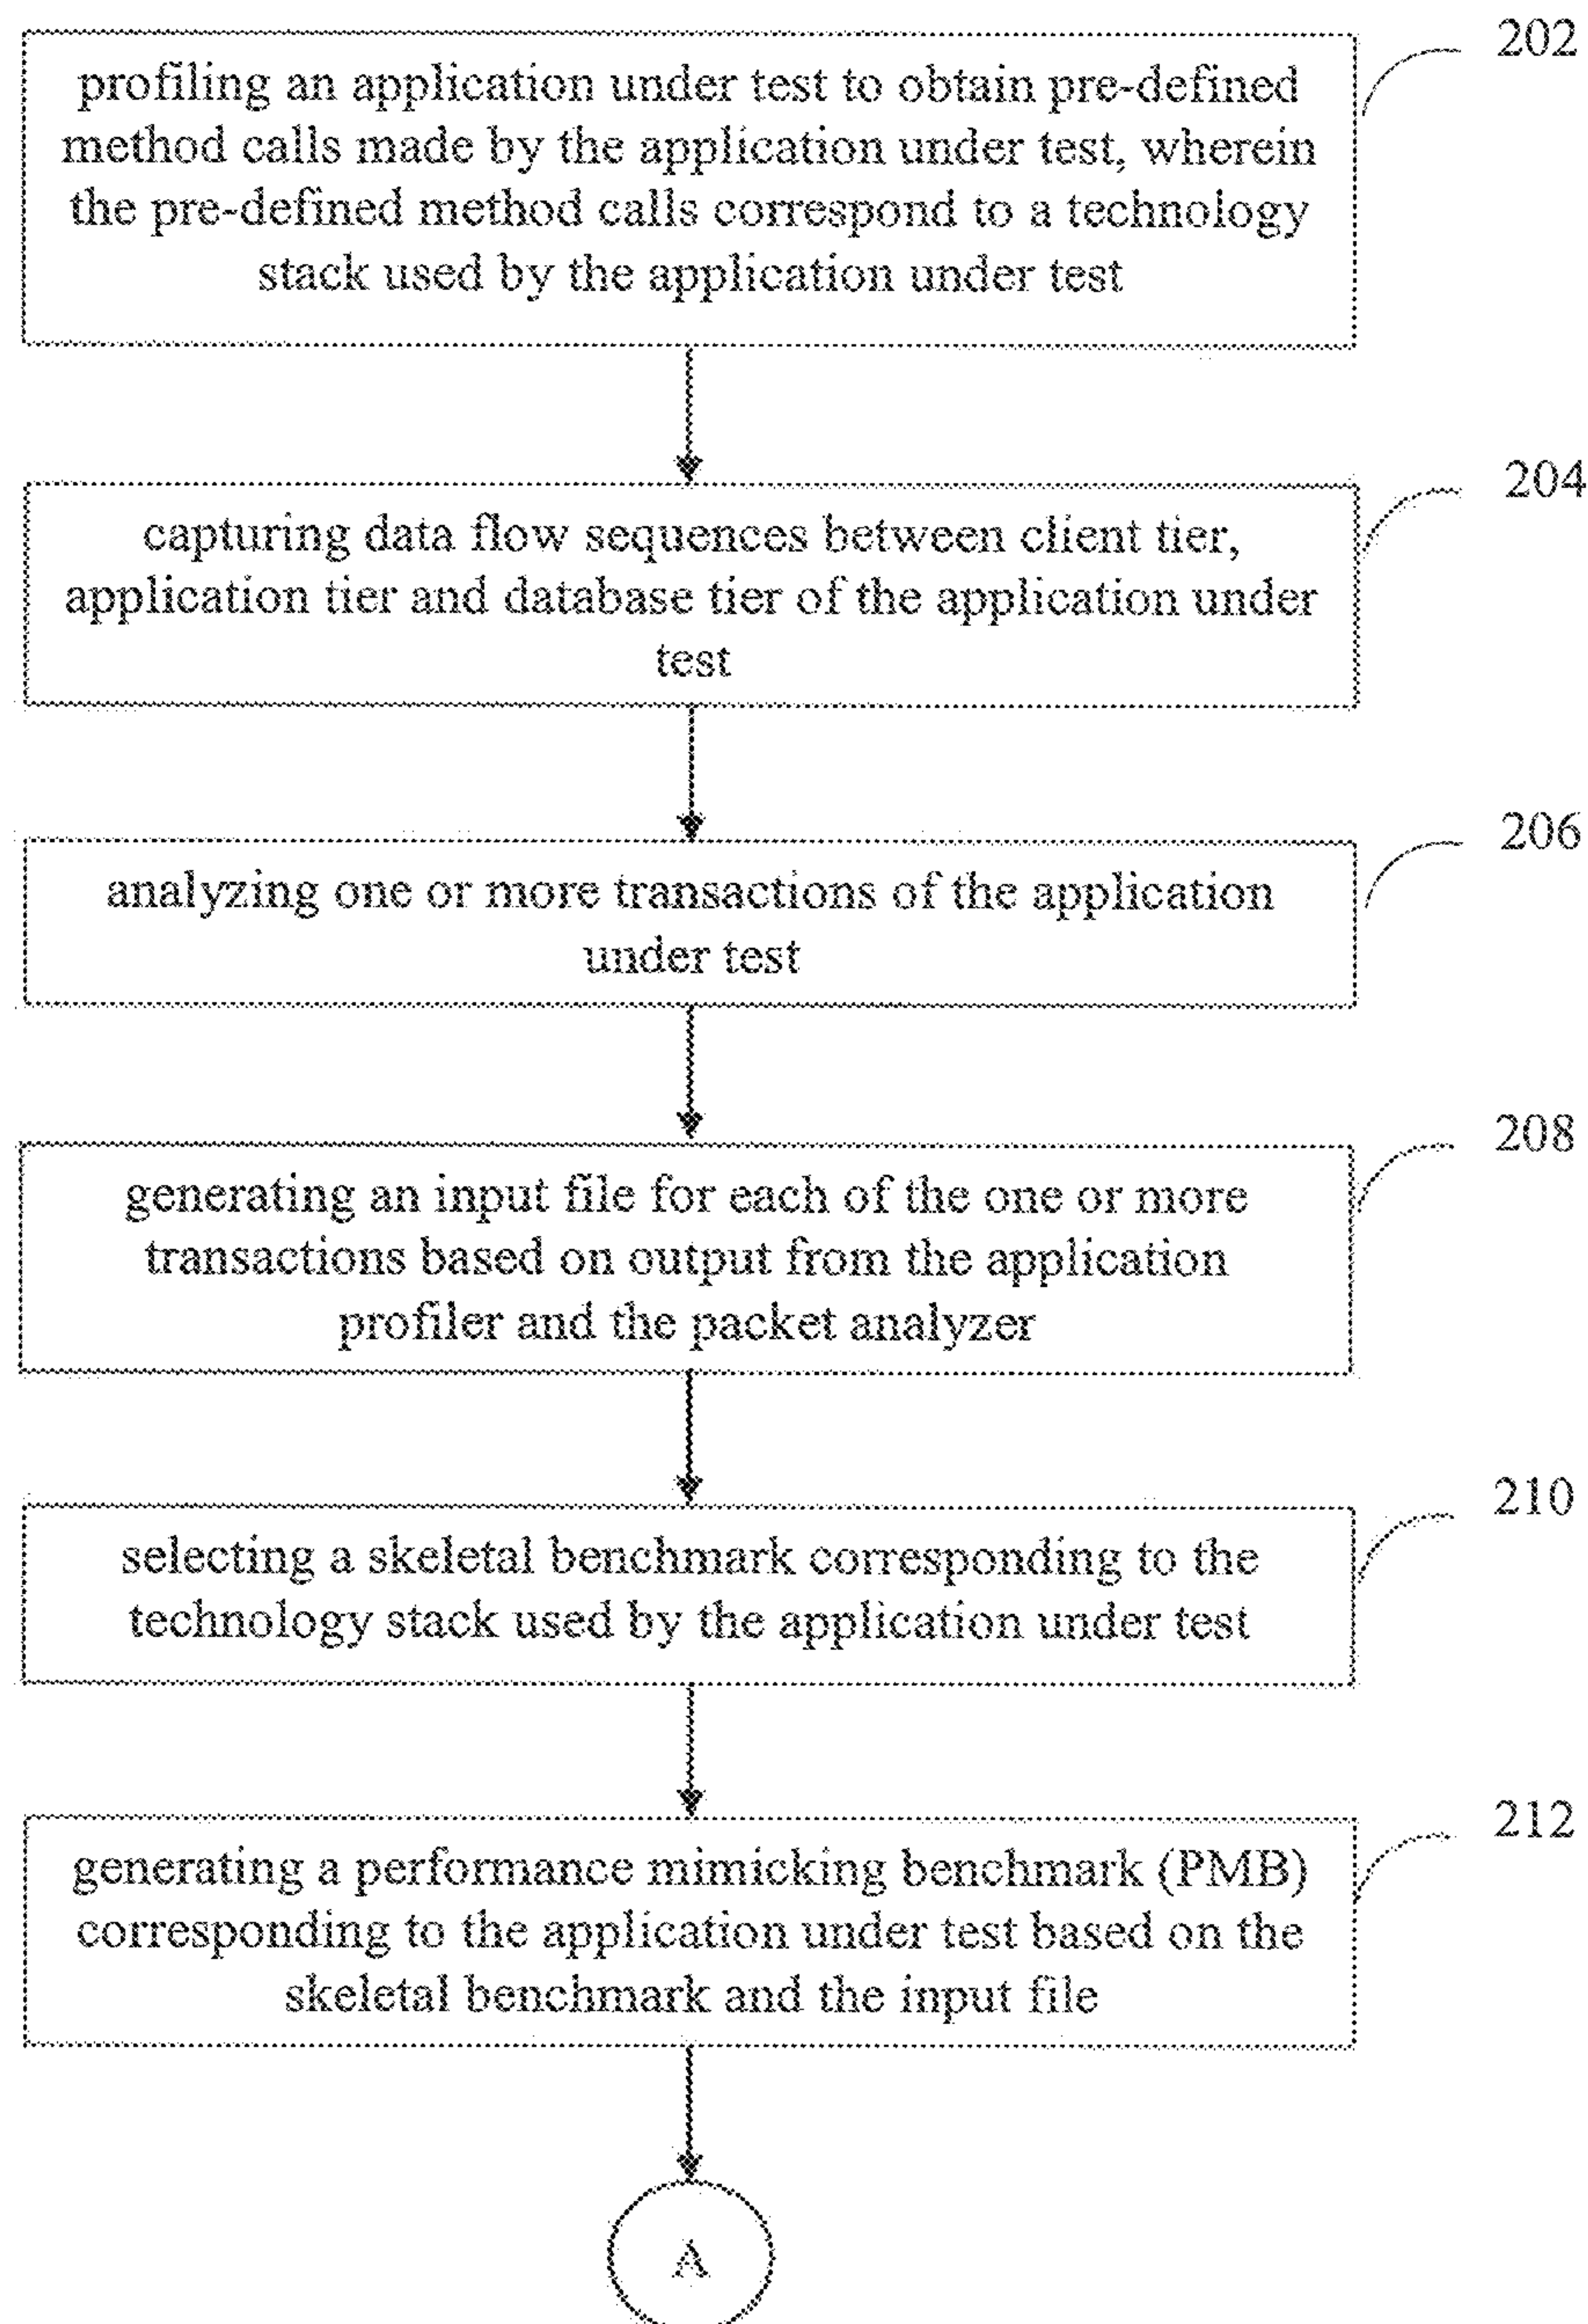 202
profiling an application under test to obtain pre-defined
method calls made by the application under test, wherein
the pre-defined method calls correspond to a technology
stack used by the application under test
204
capturing data flow sequences between client tier,
application tier and database tier of the application under
test
206
analyzing one or more transactions of the application
under test
208
generating an input file for each of the one or more
transactions based on output from the application
profiler and the packet analyzer
210
selecting a skeletal benchmark corresponding to the
technology stack used by the application under test
212
generating a performance mimicking benchmark (PMB)
corresponding to the application under test based on the
skeletal benchmark and the input file
A